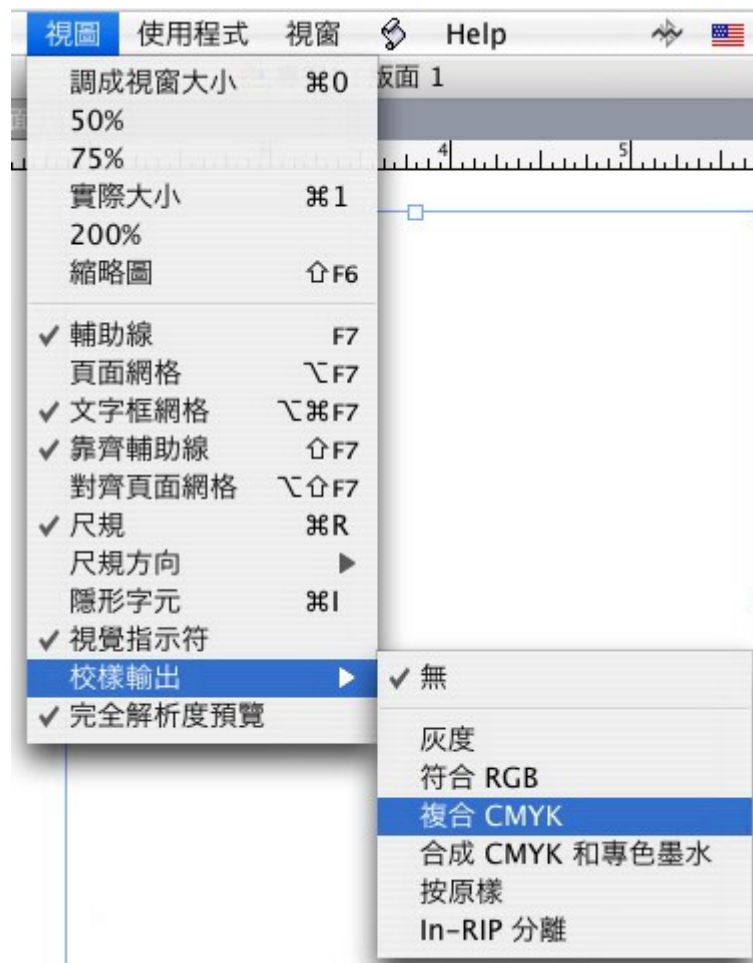 視圖 使用程式 視窗 Help
版面 1
調成視窗大小 ⌘0
50%
75%
4 5
實際大小 ⌘1
200%
縮略圖 ⇧F6
✓ 輔助線 F7
頁面網格 ⌥F7
✓ 文字框網格 ⌥⌘F7
✓ 靠齊輔助線 ⇧F7
對齊頁面網格 ⌥⇧F7
✓ 尺規 ⌘R
尺規方向 ▶
隱形字元 ⌘I
✓ 視覺指示符
校樣輸出 ▶
✓ 完全解析度預覽
✓ 無
灰度
符合 RGB
複合 CMYK
合成 CMYK 和專色墨水
按原樣
In-RIP 分離